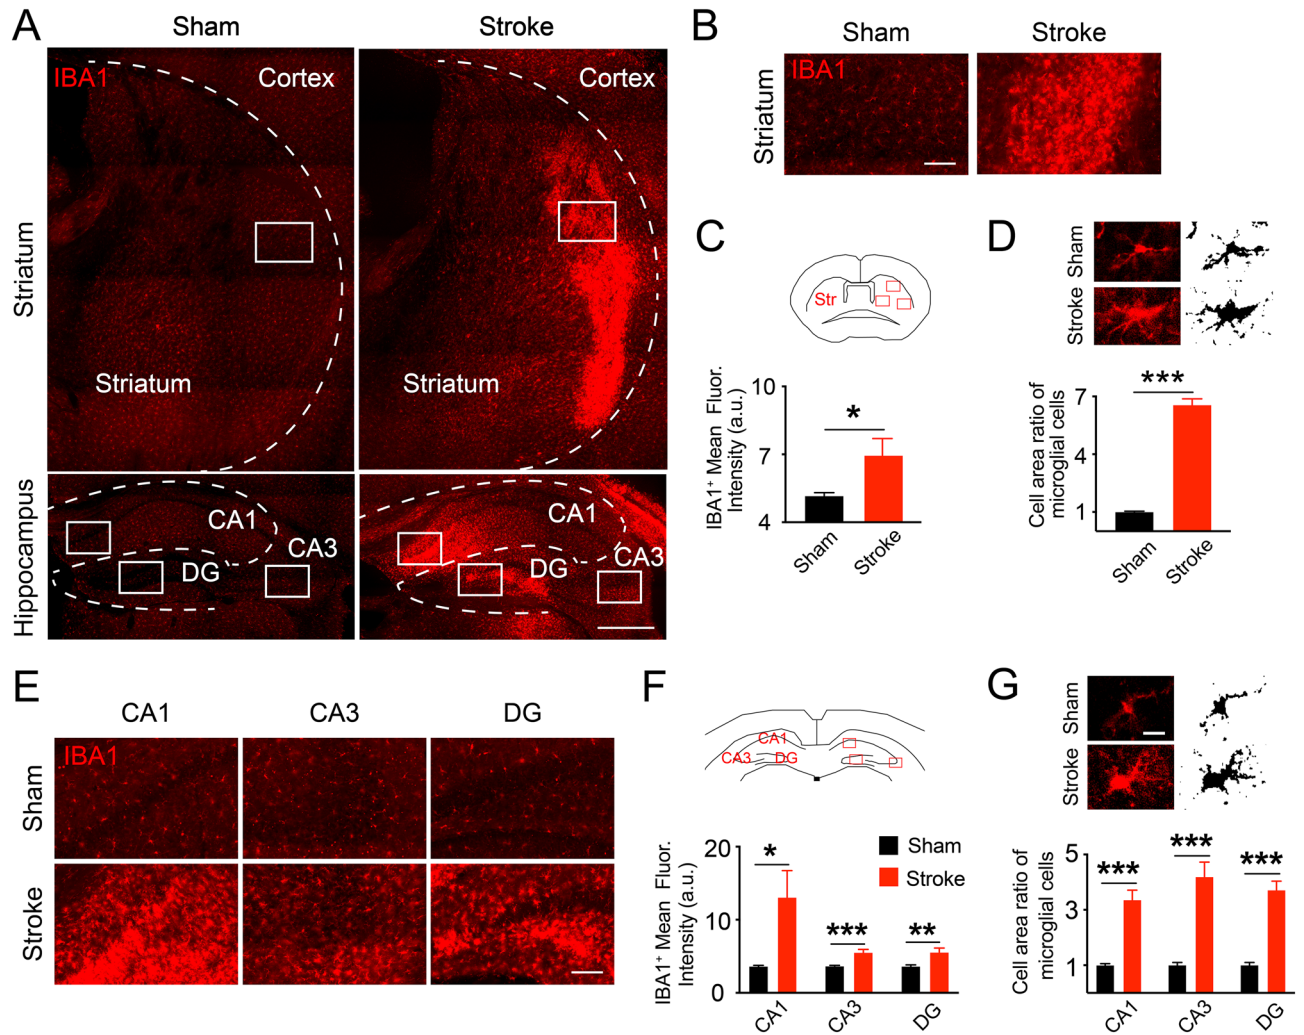 A
Sham
Stroke
IBA1
Cortex
Cortex
Striatum
Striatum
Striatum
Hippocampus
CA1
CA3
DG
CA1
CA3
DG
B
Sham
Stroke
IBA1
Striatum
C
Str
IBA1⁺ Mean Fluor.
Intensity (a.u.)
10
7
4
*
Sham
Stroke
D
Sham
Stroke
Cell area ratio of
microglial cells
7
4
1
***
Sham
Stroke
E
CA1
CA3
DG
IBA1
Sham
Stroke
F
CA1
CA3
DG
IBA1⁺ Mean Fluor.
Intensity (a.u.)
20
10
0
Sham
Stroke
*
***
**
CA1
CA3
DG
G
Sham
Stroke
Cell area ratio of
microglial cells
5
3
1
***
***
***
CA1
CA3
DG